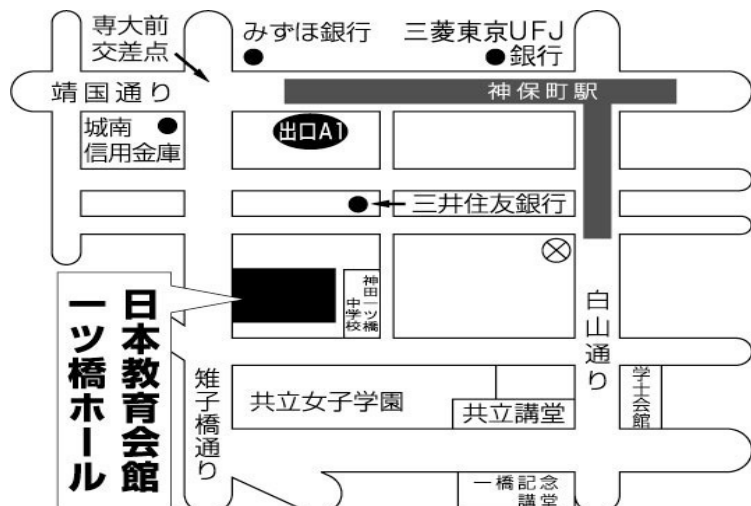 専大前
交差点
みずほ銀行
三菱東京UFJ
銀行
靖国通り
神保町駅
城南
信用金庫
出口A1
三井住友銀行
日本教育会館
一ツ橋ホール
神田一ツ橋
中学校
白山通り
雉子橋通り
共立女子学園
共立講堂
学士会館
一橋記念
講堂